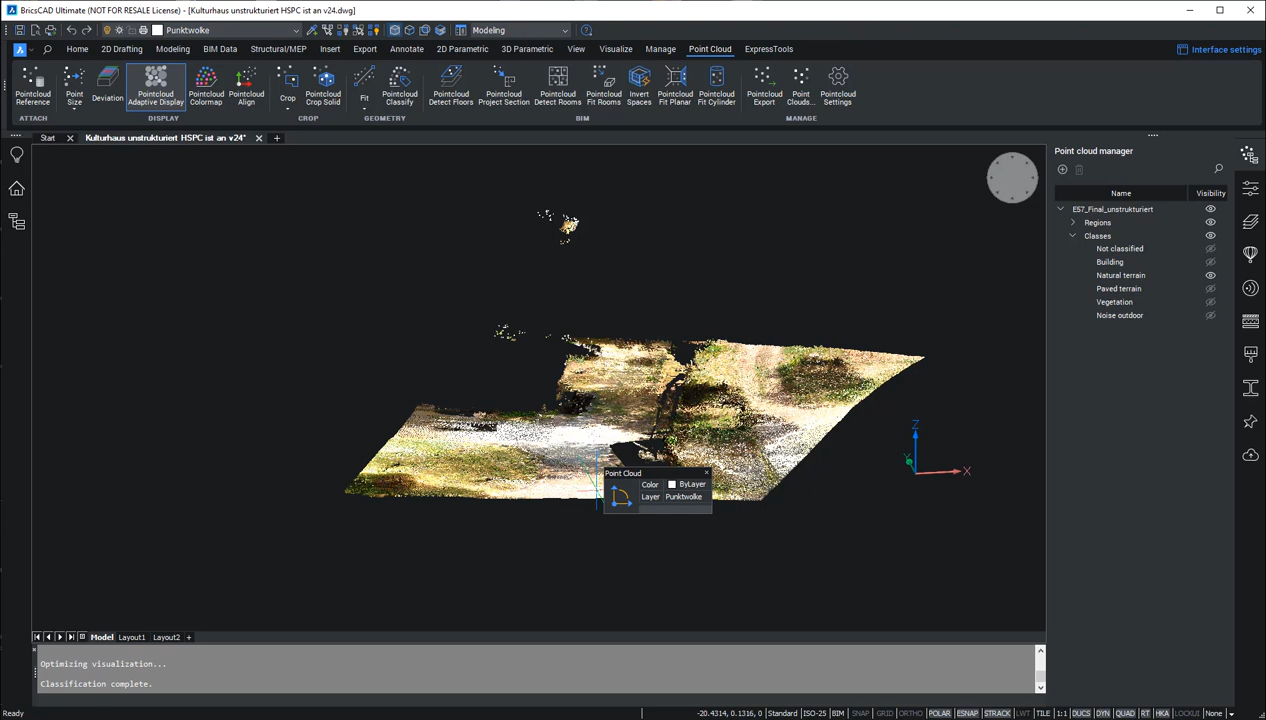 BricsCAD Ultimate (NOT FOR RESALE License) - [Kulturhaus unstrukturiert HSPC ist an v24.dwg]
Punktwoke
Modeling
Home 2D Drafting Modeling BIM Data Structural/MEP Insert Export Annotate 2D Parametric 3D Parametric View Visualize Manage Point Cloud ExpressTools Interface settings
Pointcloud Reference
Point Size
Deviation
Pointcloud Adaptive Display
Pointcloud Colormap
Pointcloud Align
Crop
Pointcloud Crop Solid
Fit
Pointcloud Classify
Pointcloud Detect Floors
Pointcloud Project Section
Pointcloud Detect Rooms
Pointcloud Fit Rooms
Invert Spaces
Pointcloud Fit Planar
Pointcloud Fit Cylinder
Pointcloud Export
Point Clouds...
Pointcloud Settings
ATTACH DISPLAY CROP GEOMETRY BIM MANAGE
Start Kulturhaus unstrukturiert HSPC ist an v24*
Point cloud manager
Name Visibility
E57_Final_unstrukturiert
Regions
Classes
Not classified
Building
Natural terrain
Paved terrain
Vegetation
Noise outdoor
Z
Y
X
Point Cloud
Color ByLayer
Layer Punktwolke
Model Layout1 Layout2 +
Optimizing visualization...
Classification complete.
Ready
-20.4314, 0.1316, 0 Standard ISO-25 BIM SNAP GRID ORTHO POLAR ESNAP STRACK LWT TILE 1:1 DUCS DYN QUAD RT HKA LOCKUI None